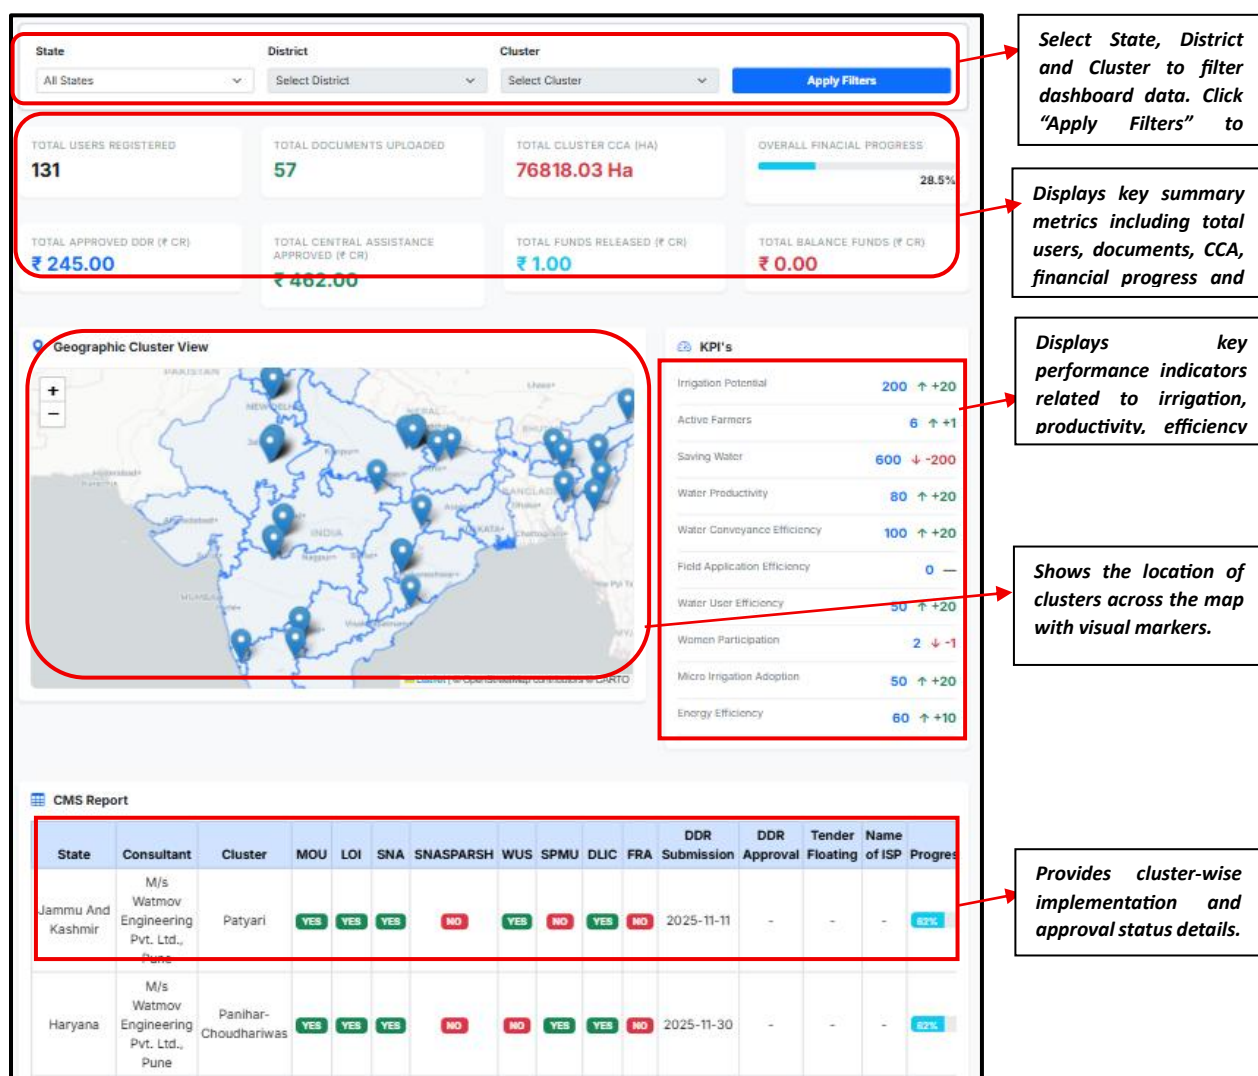 State
District
Cluster
All States
Select District
Select Cluster
Apply Filters
Select State, District
and Cluster to filter
dashboard data. Click
“Apply Filters” to
TOTAL USERS REGISTERED
131
TOTAL DOCUMENTS UPLOADED
57
TOTAL CLUSTER CCA (HA)
76818.03 Ha
OVERALL FINACIAL PROGRESS
28.5%
TOTAL APPROVED DDR (₹ CR)
₹ 245.00
TOTAL CENTRAL ASSISTANCE
APPROVED (₹ CR)
₹ 462.00
TOTAL FUNDS RELEASED (₹ CR)
₹ 1.00
TOTAL BALANCE FUNDS (₹ CR)
₹ 0.00
Displays key summary
metrics including total
users, documents, CCA,
financial progress and
Geographic Cluster View
+
−
PAKISTAN
NEW DELHI
NEPAL
INDIA
Nagpur
KPI's
Irrigation Potential 200 ↑ +20
Active Farmers 6 ↑ +1
Saving Water 600 ↓ -200
Water Productivity 80 ↑ +20
Water Conveyance Efficiency 100 ↑ +20
Field Application Efficiency 0 —
Water User Efficiency 50 ↑ +20
Women Participation 2 ↓ -1
Micro Irrigation Adoption 50 ↑ +20
Energy Efficiency 60 ↑ +10
Displays key
performance indicators
related to irrigation,
productivity, efficiency
Shows the location of
clusters across the map
with visual markers.
CMS Report
State Consultant Cluster MOU LOI SNA SNASPARSH WUS SPMU DLIC FRA DDR Submission DDR Approval Tender Floating Name of ISP Progres
Jammu And
Kashmir
M/s
Watmov
Engineering
Pvt. Ltd.,
Pune
Patyari YES YES YES NO YES NO YES NO 2025-11-11 - - - 62%
Haryana
M/s
Watmov
Engineering
Pvt. Ltd.,
Pune
Panihar-
Choudhariwas
YES YES YES NO NO YES YES NO 2025-11-30 - - - 62%
Provides cluster-wise
implementation and
approval status details.